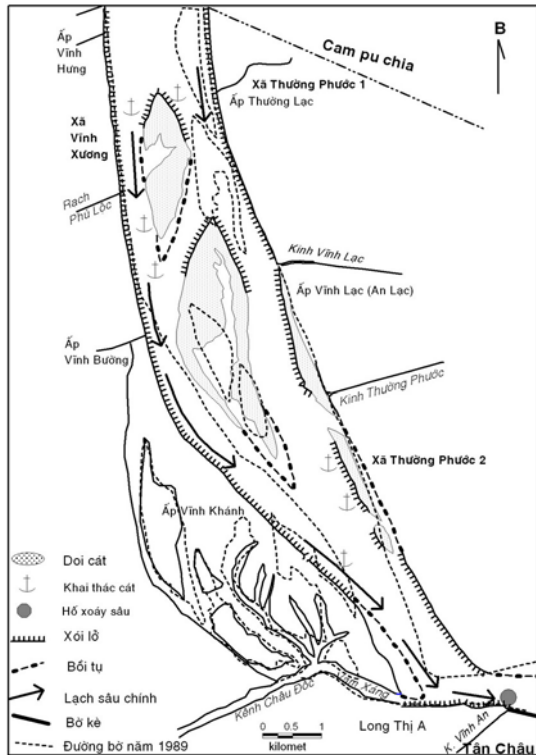 Ấp
Vĩnh
Hưng
Cam pu chia
B
Xã Thường Phước 1
Ấp Thường Lạc
Xã
Vĩnh
Xương
Rạch
Phú Lộc
Kinh Vĩnh Lạc
Ấp Vĩnh Lạc (An Lạc)
Ấp
Vĩnh Bường
Kinh Thường Phước
Xã Thường Phước 2
Ấp Vĩnh Khánh
Doi cát
Khai thác cát
Hố xoáy sâu
Xói lở
Bồi tụ
Lạch sâu chính
Bờ kè
Đường bờ năm 1989
Kênh Châu Đốc
Vàm Xáng
0 0.5 1
kilomet
Long Thị A
K. Vĩnh An
Tân Châu